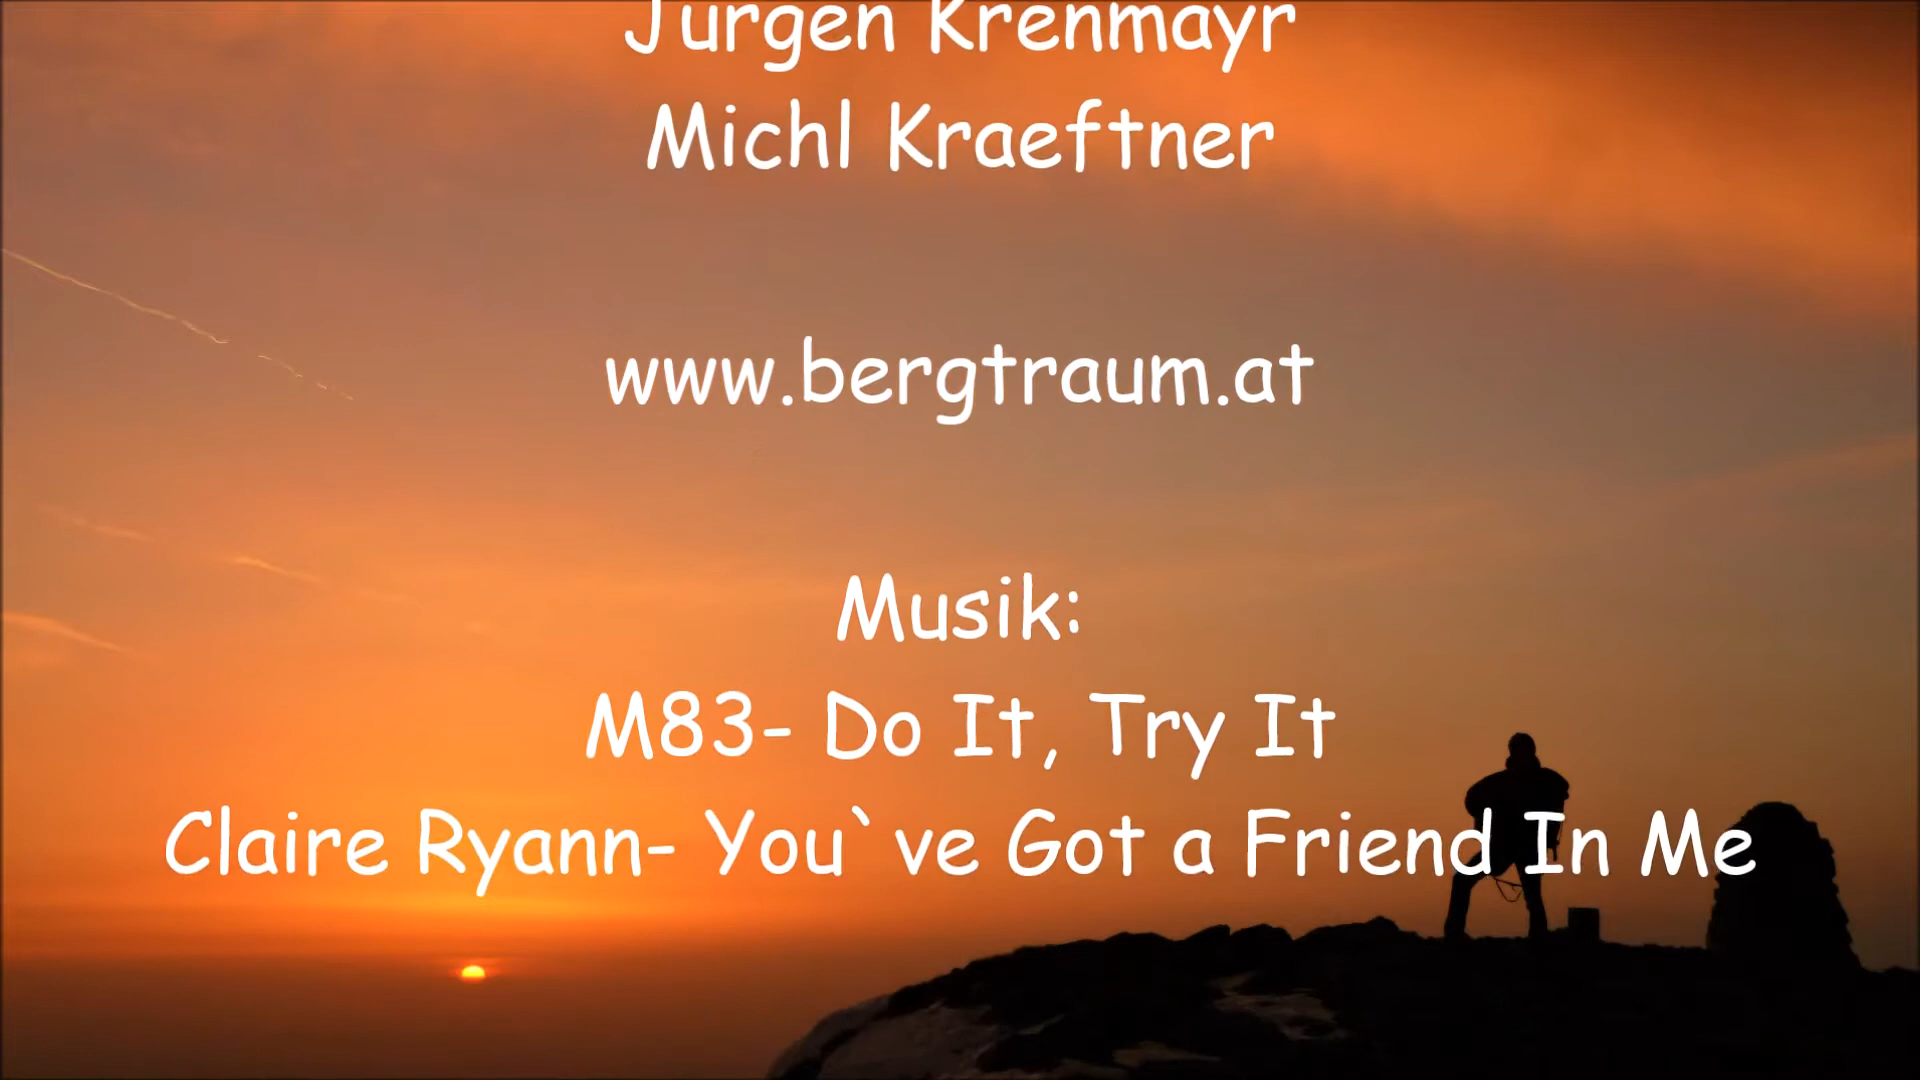 Jürgen Krenmayr
Michl Kraeftner
www.bergtraum.at
Musik:
M83- Do It, Try It
Claire Ryann- You`ve Got a Friend In Me